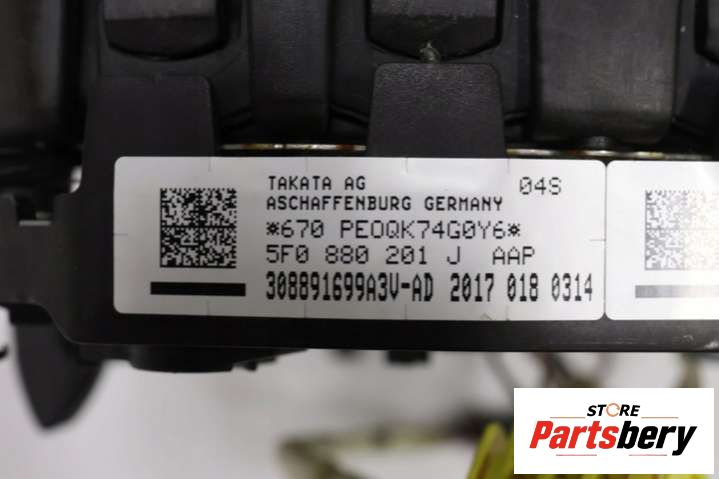 TAKATA AG 04S
ASCHAFFENBURG GERMANY
*670 PEOQK74G0Y6*
5F0 880 201 J AAP
308891699A3V-AD 2017 018 0314
STORE
Partsbery